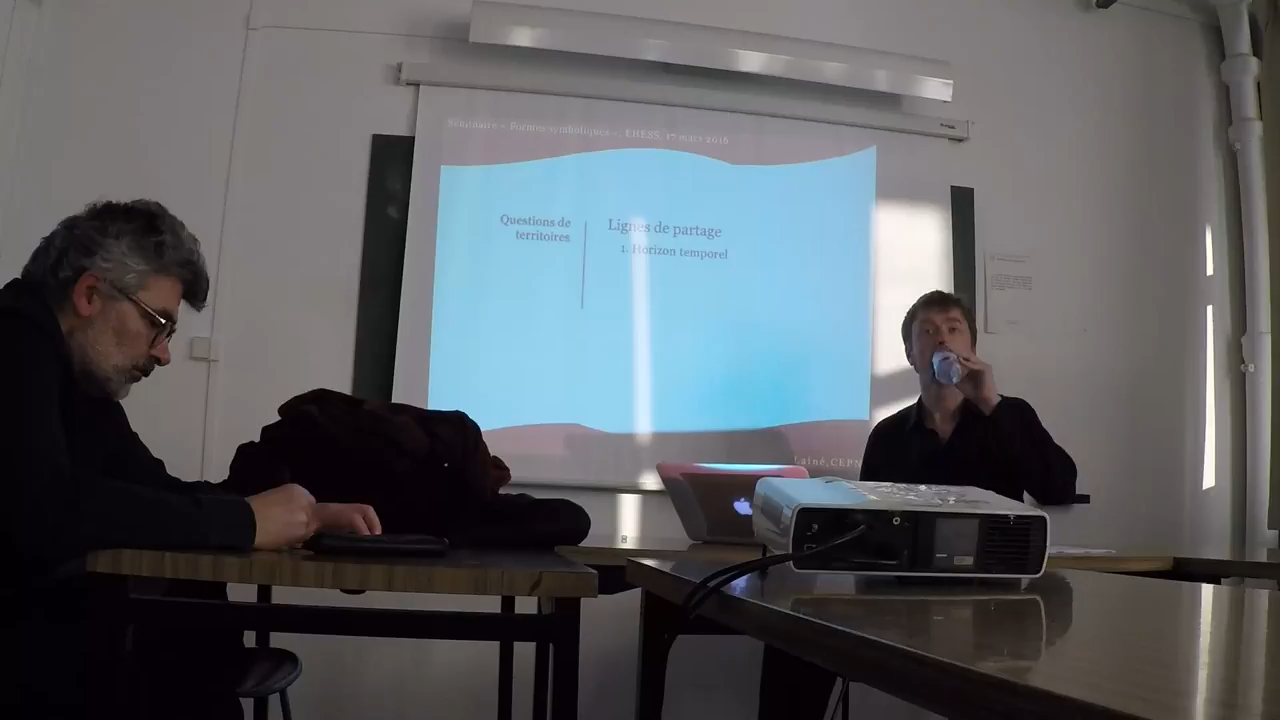 Séminaire « Formes symboliques », EHESS, 17 mars 2016
Questions de
territoires
Lignes de partage
1. Horizon temporel
Lainé, CEPN